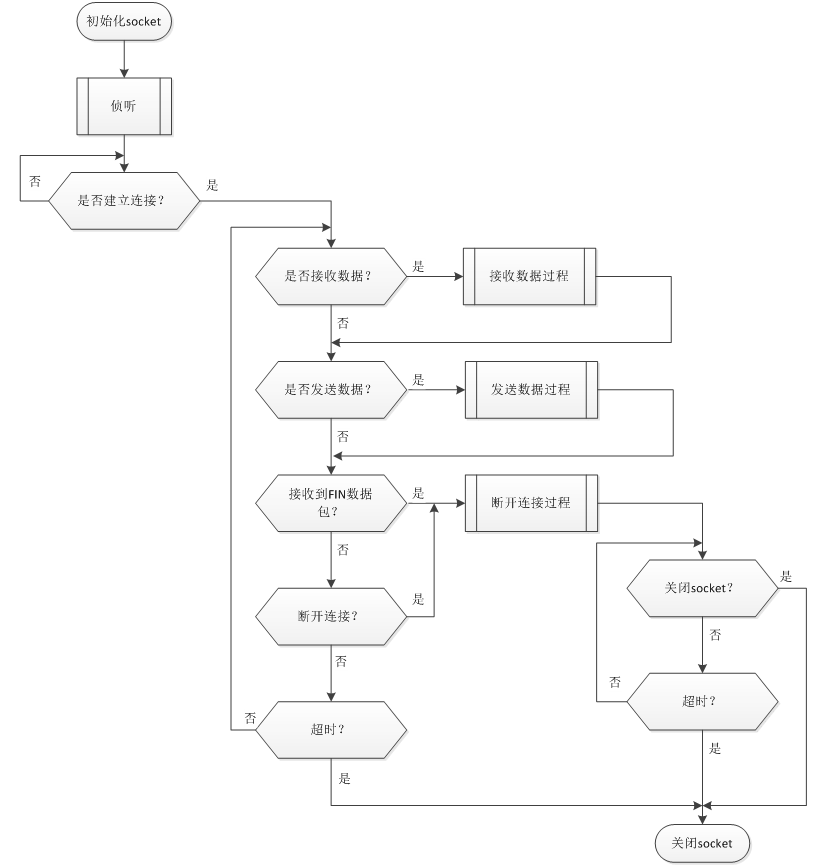 初始化socket
侦听
否
是否建立连接？
是
是否接收数据？
是
接收数据过程
否
是否发送数据？
是
发送数据过程
否
接收到FIN数据
包？
是
断开连接过程
否
断开连接？
是
关闭socket？
是
否
否
超时？
否
否
超时？
是
是
关闭socket